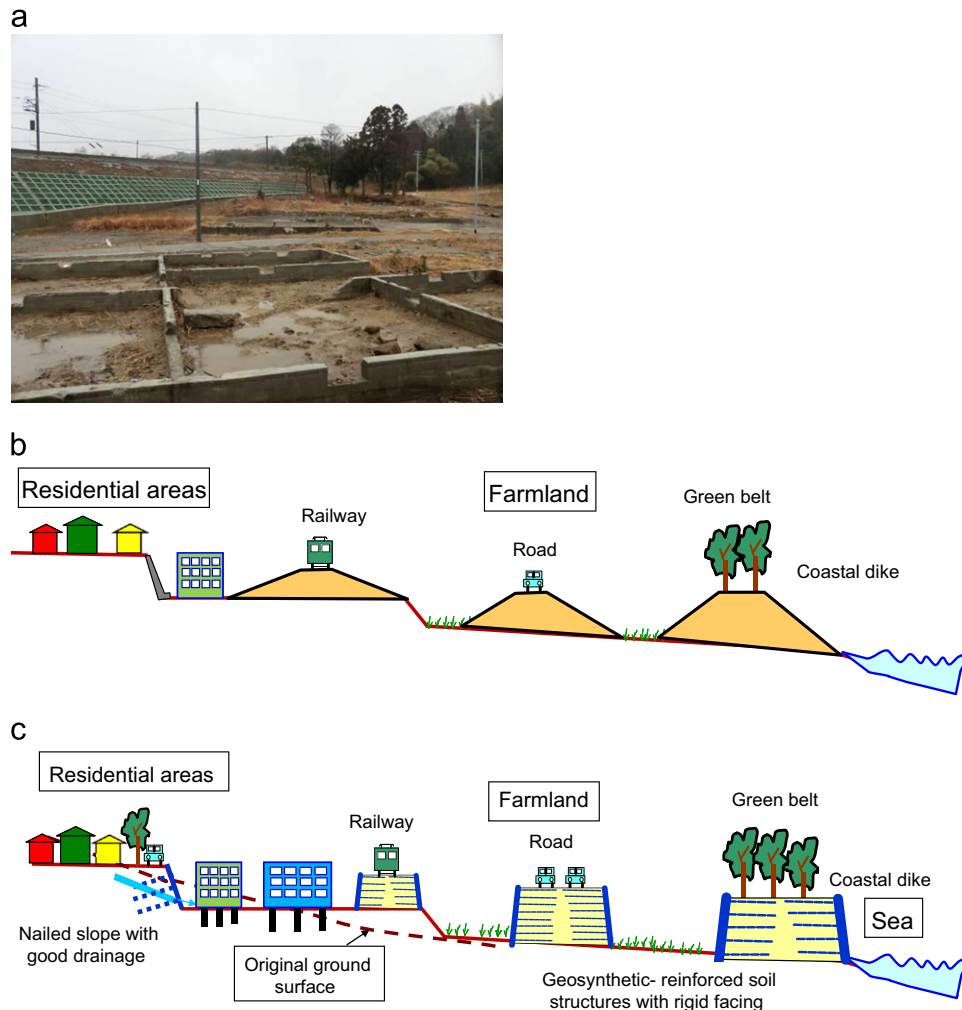 a
b
Residential areas
Railway
Farmland
Road
Green belt
Coastal dike
c
Residential areas
Railway
Farmland
Road
Green belt
Coastal dike
Sea
Nailed slope with
good drainage
Original ground
surface
Geosynthetic- reinforced soil
structures with rigid facing